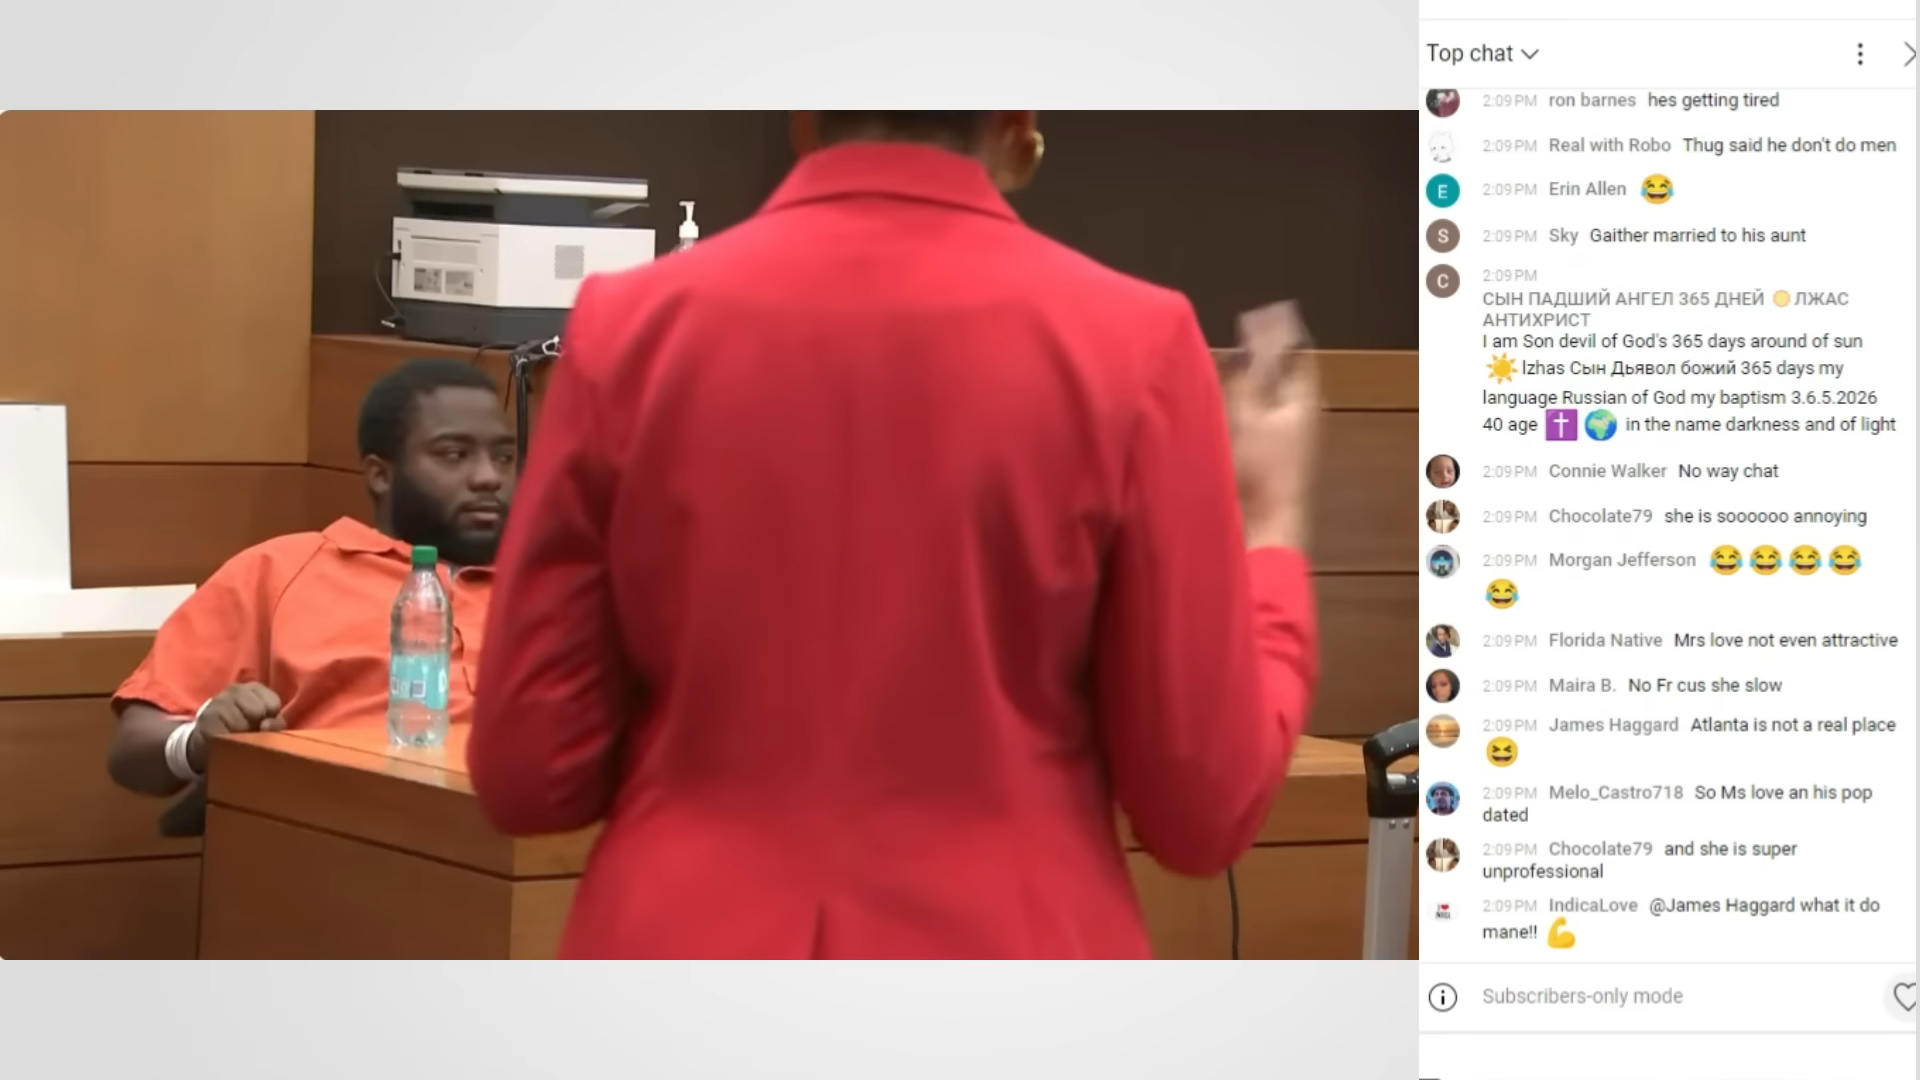 Top chat
2:09 PM ron barnes hes getting tired
2:09 PM Real with Robo Thug said he don't do men
E 2:09 PM Erin Allen 😂
S 2:09 PM Sky Gaither married to his aunt
C 2:09 PM
СЫН ПАДШИЙ АНГЕЛ 365 ДНЕЙ 🌕ЛЖАС
АНТИХРИСТ
I am Son devil of God's 365 days around of sun
☀️ lzhas Сын Дьявол божий 365 days my
language Russian of God my baptism 3.6.5.2026
40 age ✝️ 🌍 in the name darkness and of light
2:09 PM Connie Walker No way chat
2:09 PM Chocolate79 she is soooooo annoying
2:09 PM Morgan Jefferson 😂 😂 😂 😂
😂
2:09 PM Florida Native Mrs love not even attractive
2:09 PM Maira B. No Fr cus she slow
2:09 PM James Haggard Atlanta is not a real place
😆
2:09 PM Melo_Castro718 So Ms love an his pop
dated
2:09 PM Chocolate79 and she is super
unprofessional
2:09 PM IndicaLove @James Haggard what it do
mane!! 💪
Subscribers-only mode